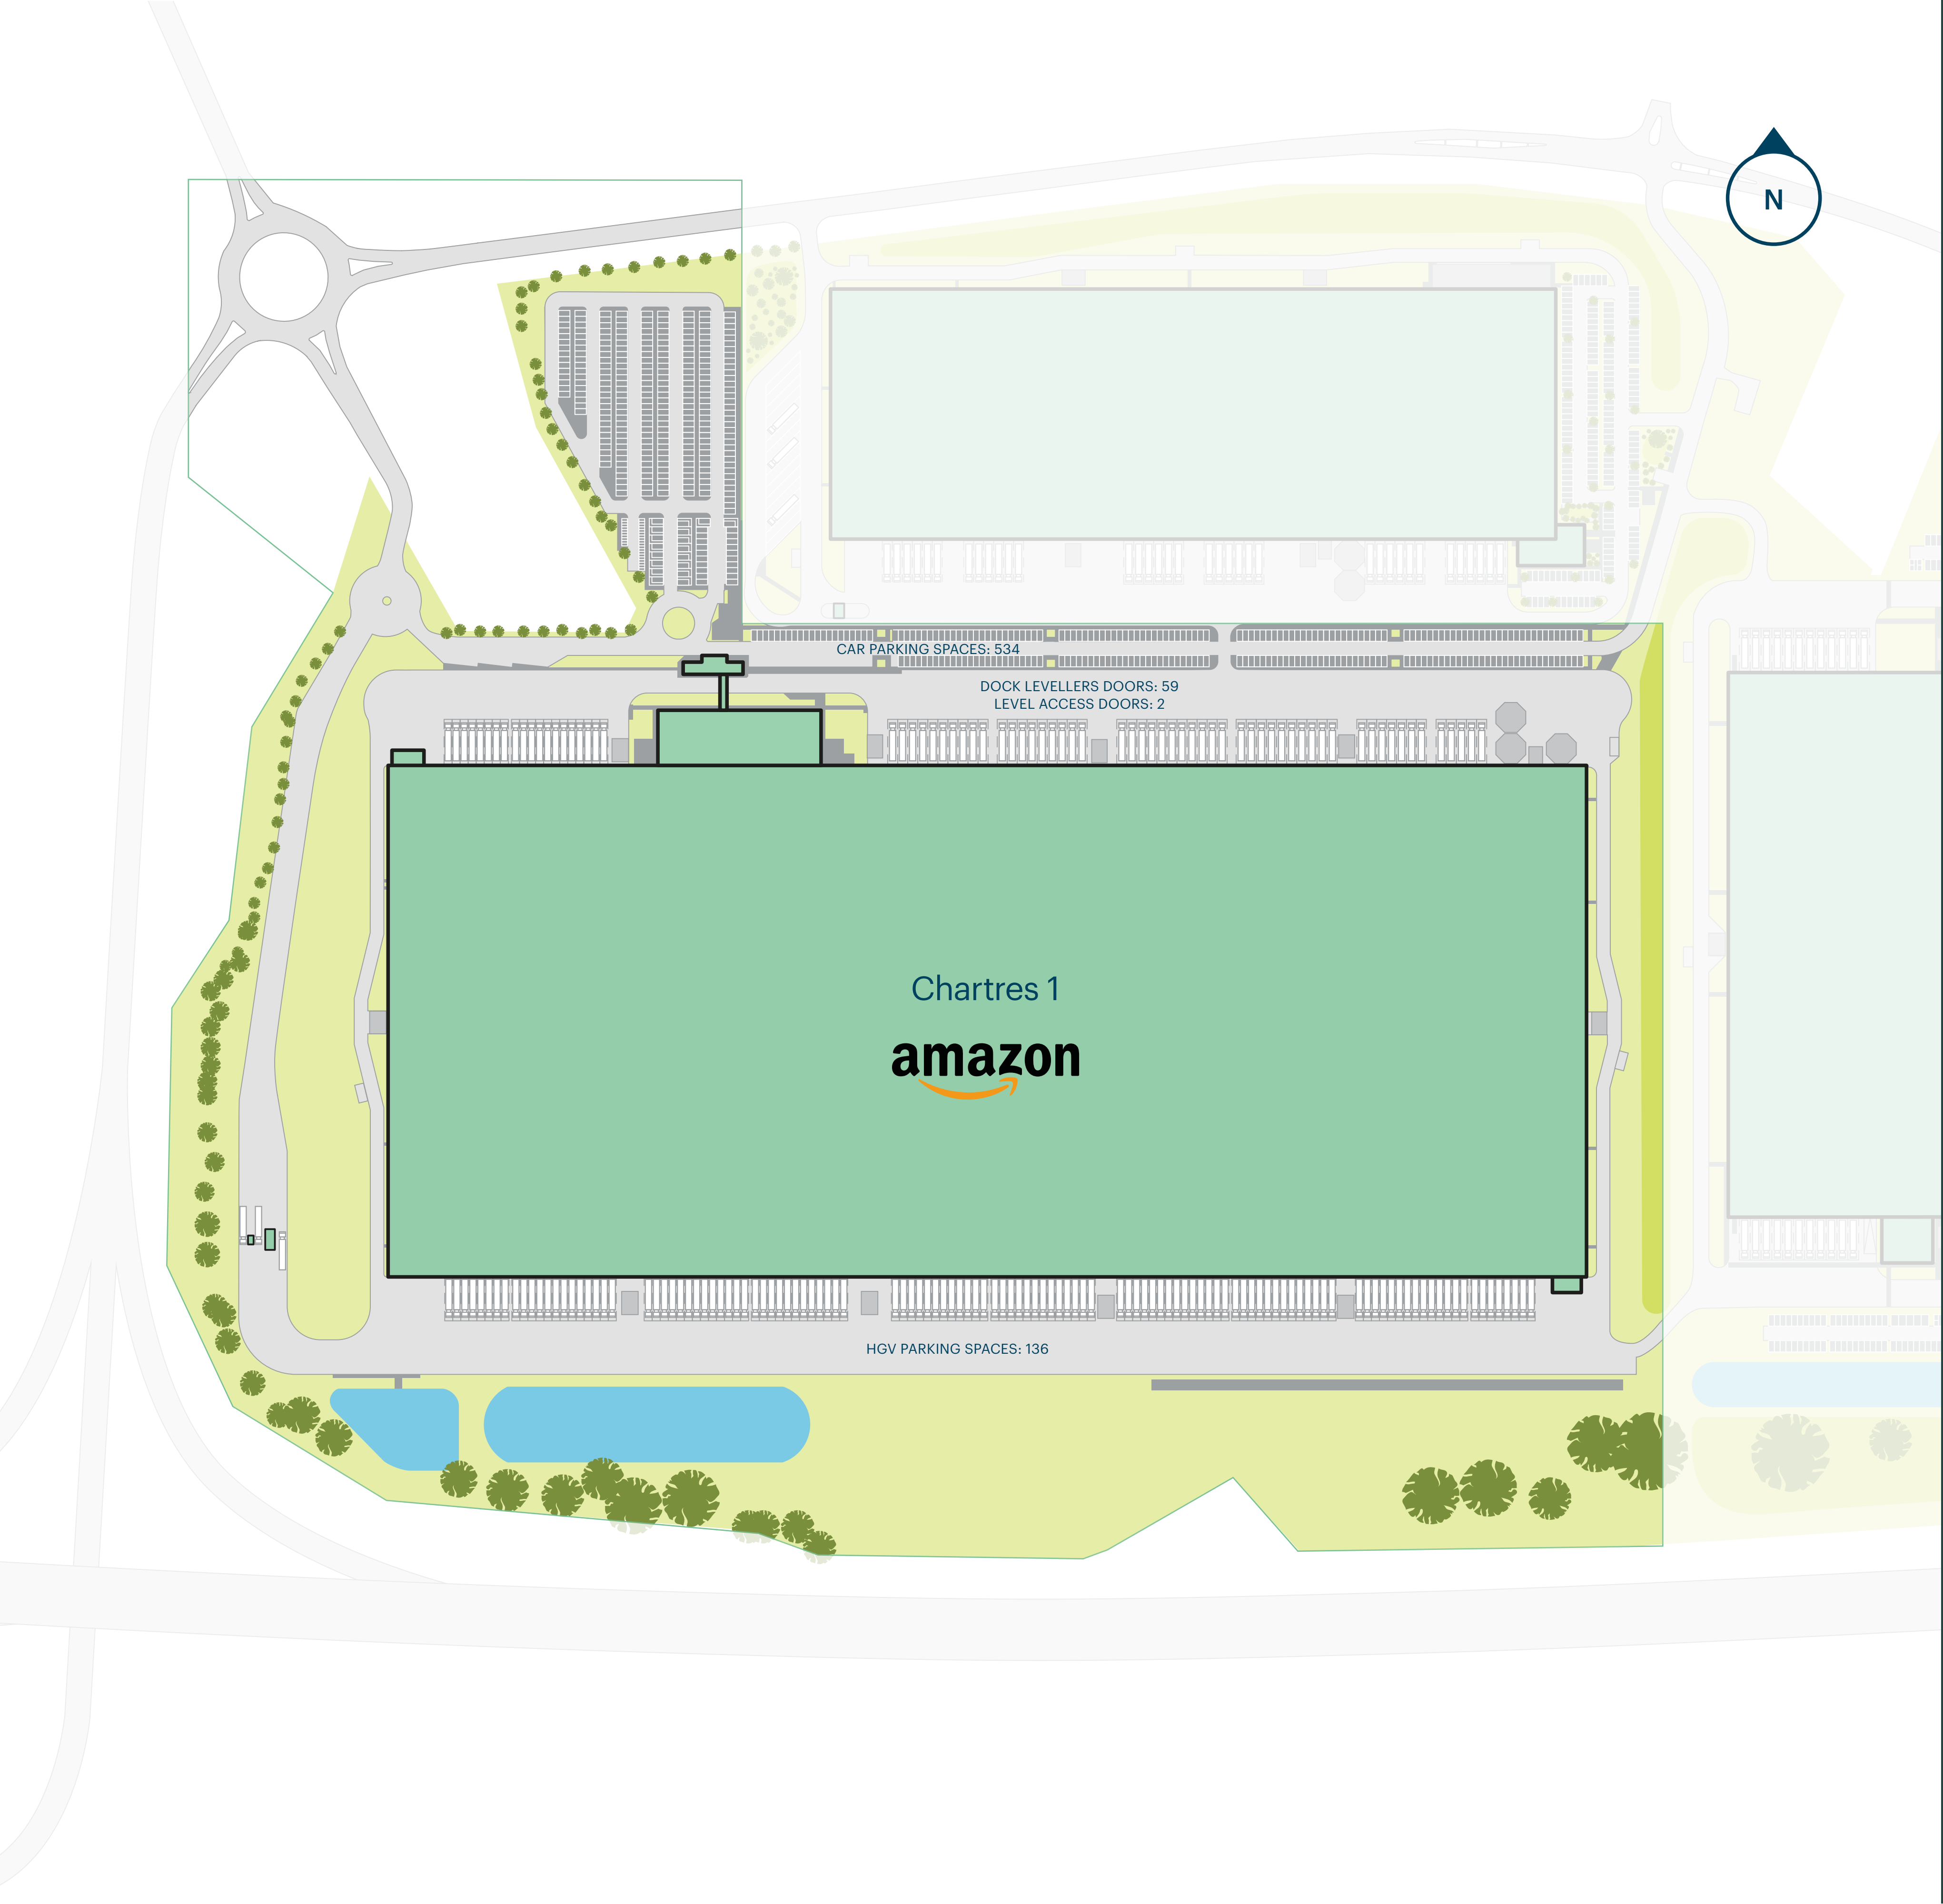 N
CAR PARKING SPACES: 534
DOCK LEVELLERS DOORS: 59
LEVEL ACCESS DOORS: 2
Chartres 1
amazon
HGV PARKING SPACES: 136